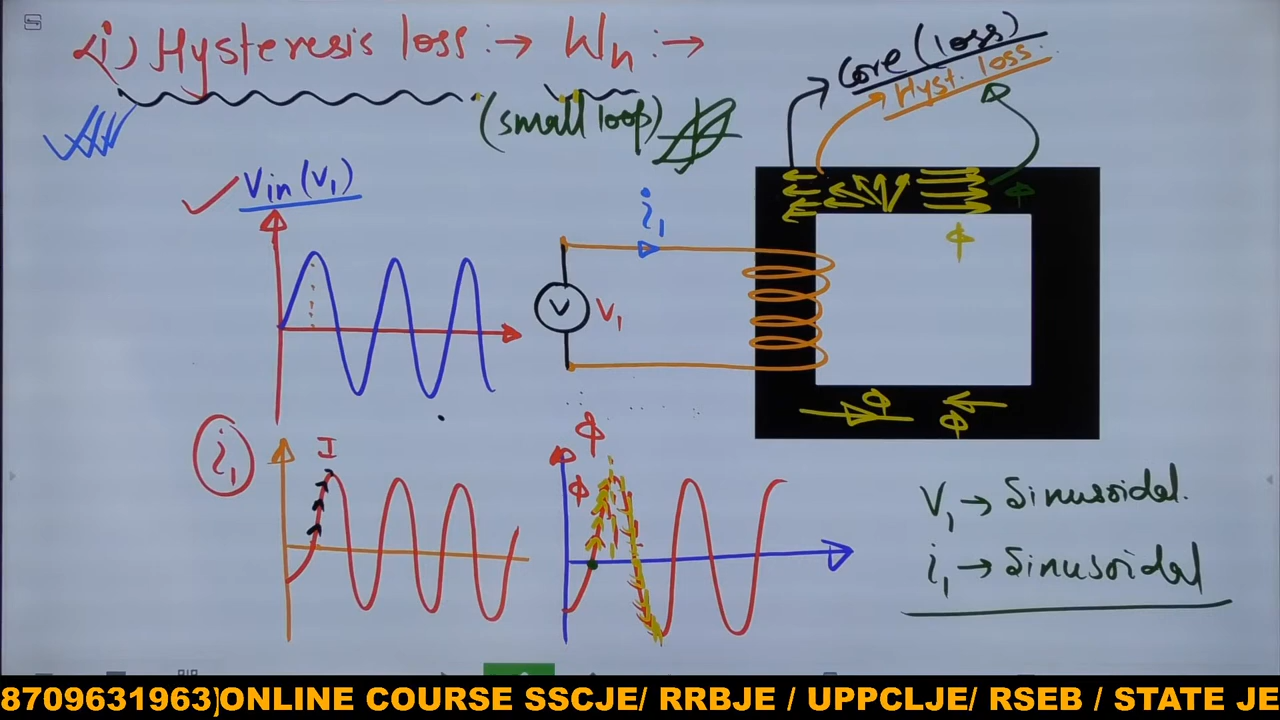 (i) Hysteresis loss :→ Wn :→
(small loop)
Core (loss)
Hyst. loss.
Vin (V1)
i1
ϕ
ϕ
V
V1
ϕ
ϕ
i1
I
ϕ
ϕ
V1 → Sinusoidal.
i1 → Sinusoidal
8709631963)ONLINE COURSE SSCJE/ RRBJE / UPPCLJE/ RSEB / STATE JE